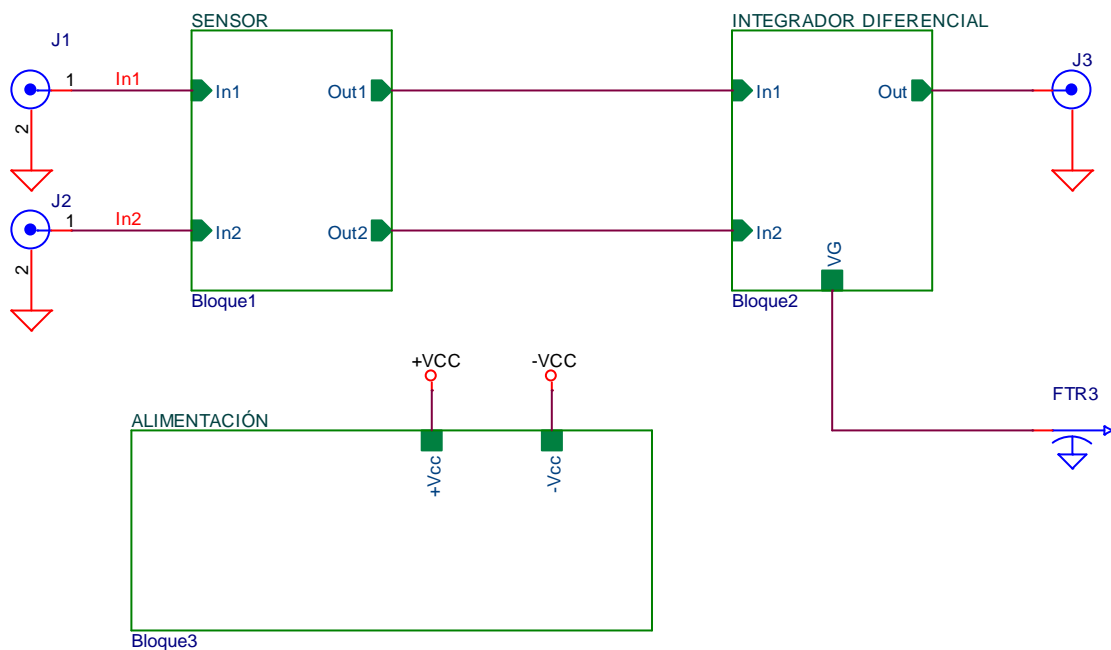 SENSOR
INTEGRADOR DIFERENCIAL
J1
J3
1
In1
In1
Out1
In1
Out
2
J2
1
In2
In2
Out2
In2
2
VG
Bloque1
Bloque2
+VCC
-VCC
FTR3
ALIMENTACIÓN
+Vcc
-Vcc
Bloque3